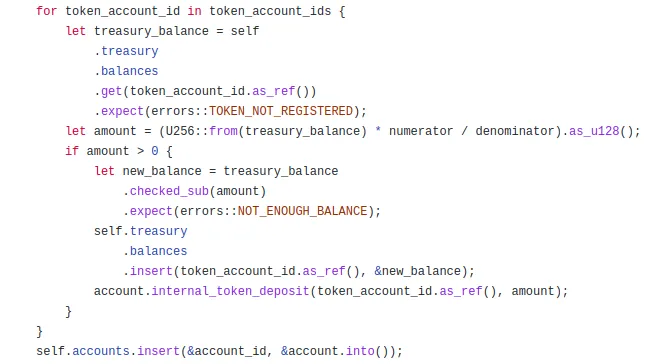 for token_account_id in token_account_ids {
let treasury_balance = self
.treasury
.balances
.get(token_account_id.as_ref())
.expect(errors::TOKEN_NOT_REGISTERED);
let amount = (U256::from(treasury_balance) * numerator / denominator).as_u128();
if amount > 0 {
let new_balance = treasury_balance
.checked_sub(amount)
.expect(errors::NOT_ENOUGH_BALANCE);
self.treasury
.balances
.insert(token_account_id.as_ref(), &new_balance);
account.internal_token_deposit(token_account_id.as_ref(), amount);
}
}
self.accounts.insert(&account_id, &account.into());